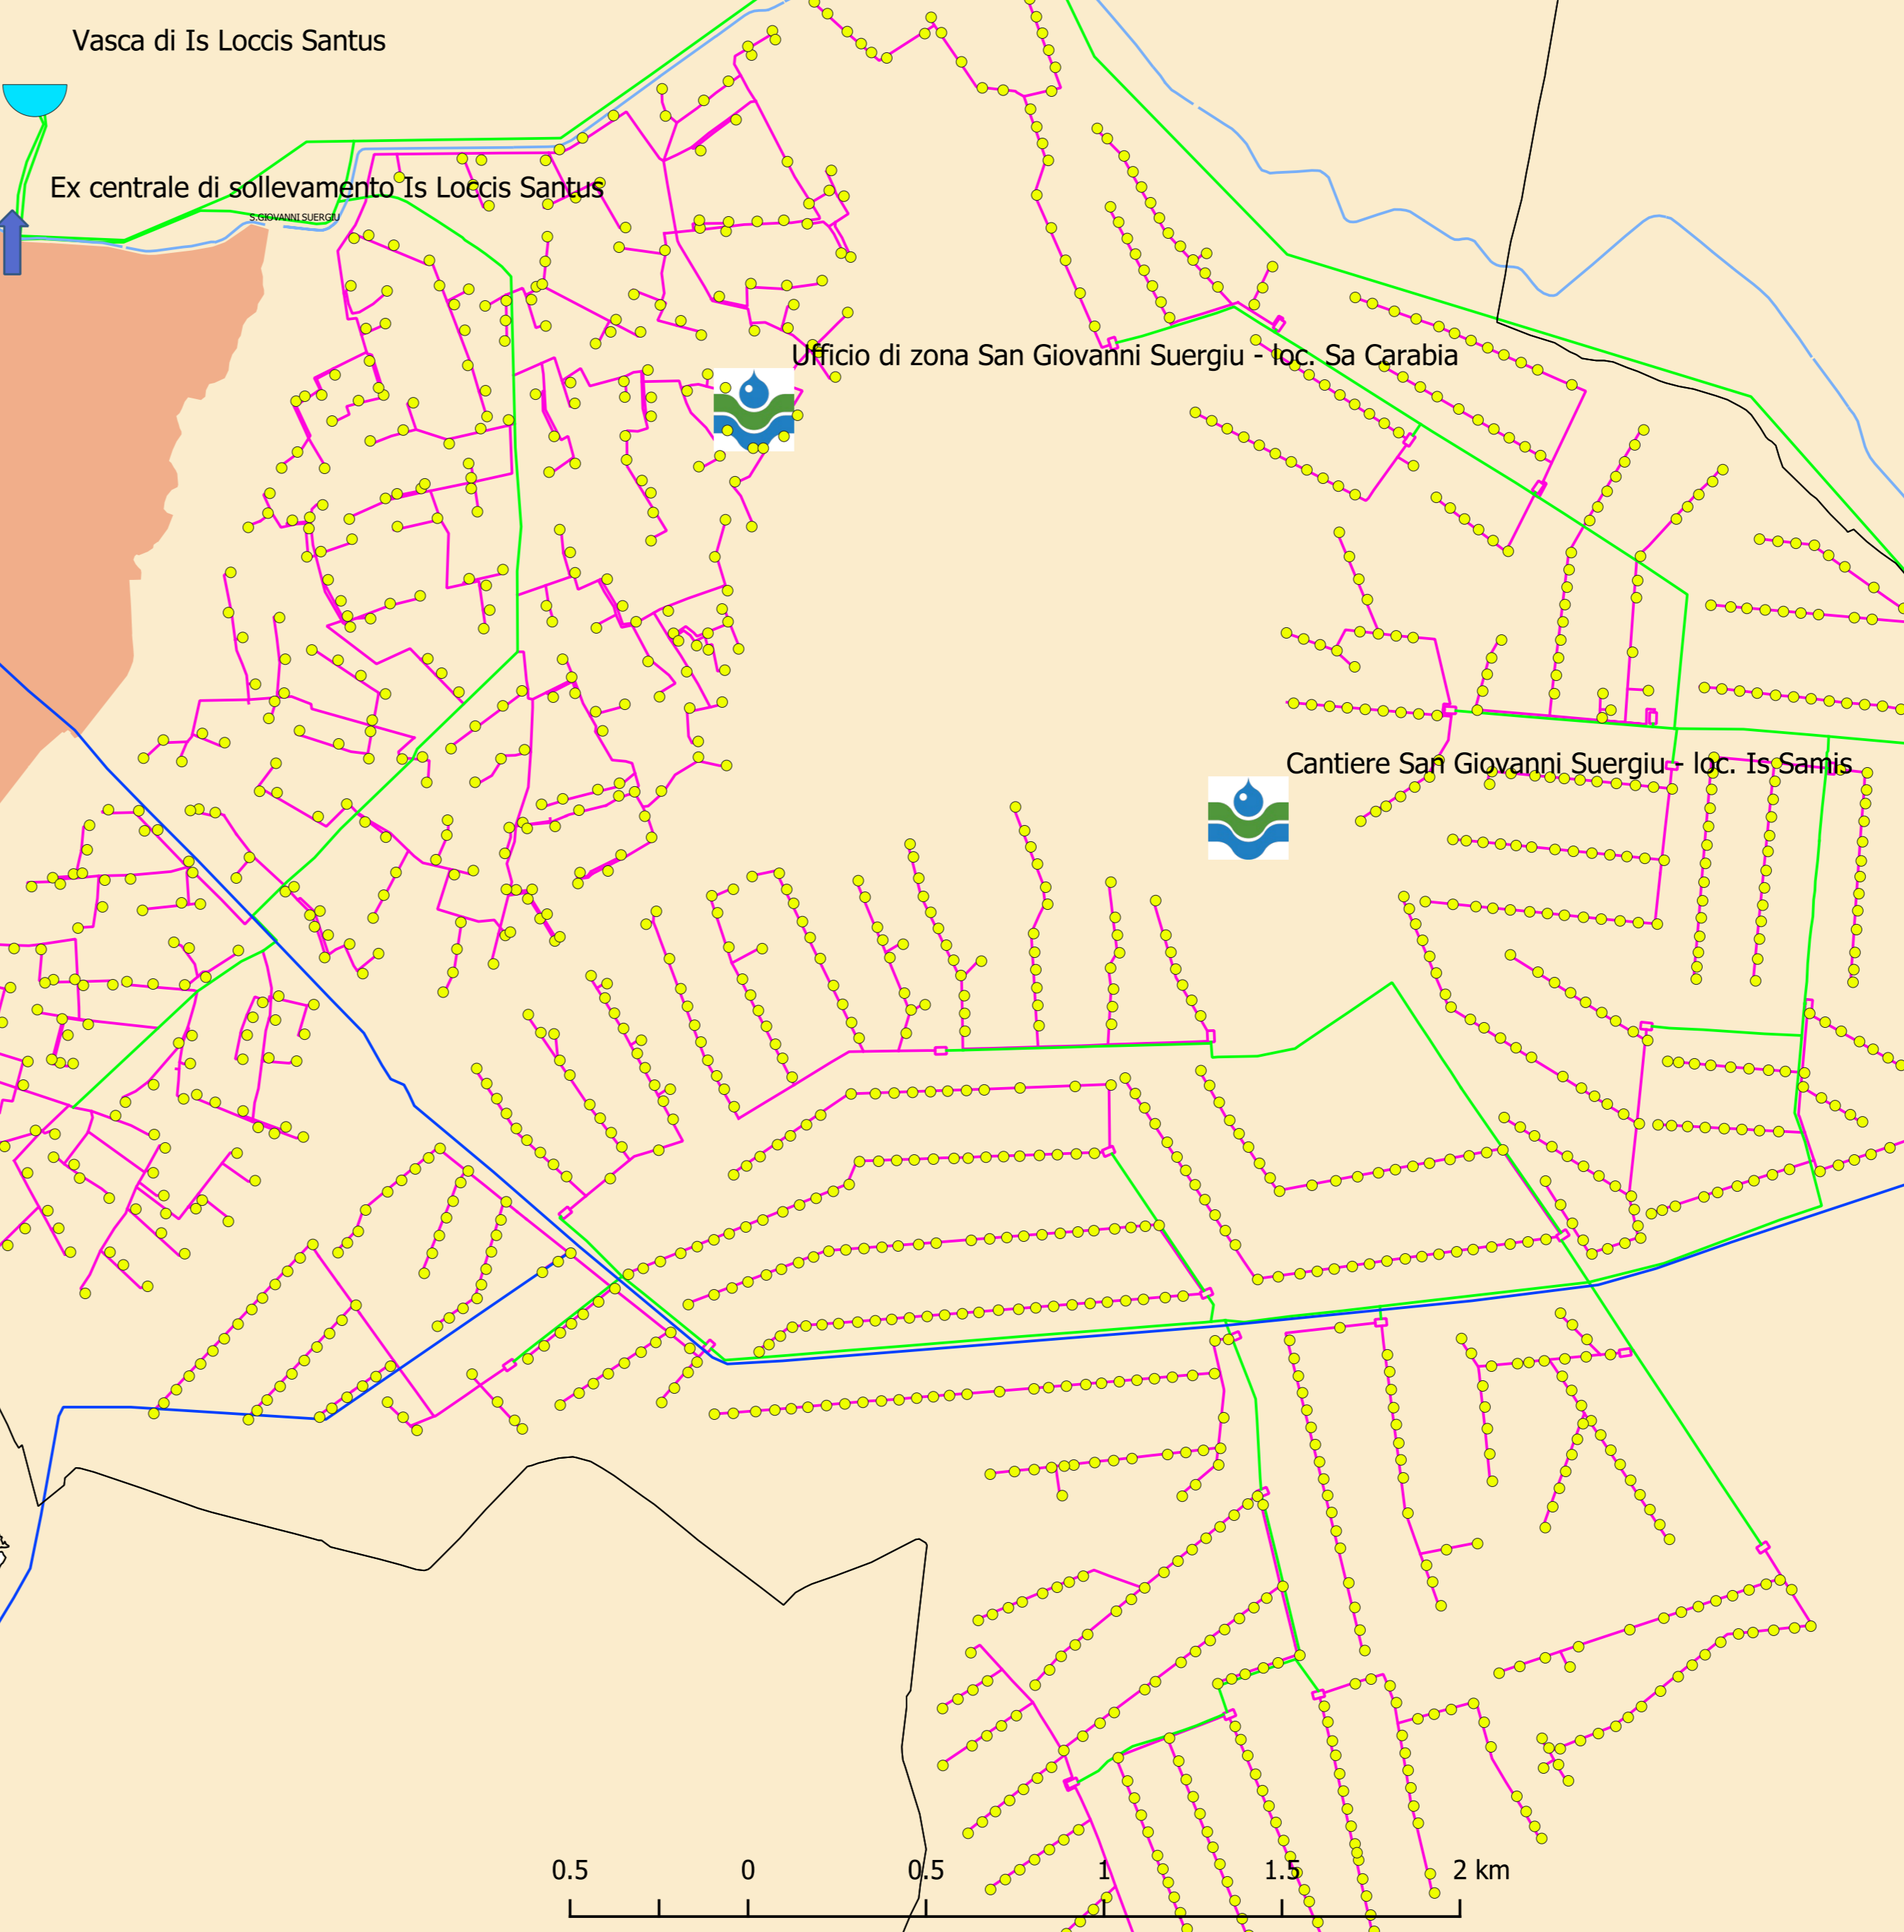 Vasca di Is Loccis Santus
Ex centrale di sollevamento Is Loccis Santus
S.GIOVANNI SUERGIU
Ufficio di zona San Giovanni Suergiu - loc. Sa Carabia
Cantiere San Giovanni Suergiu - loc. Is Samis
0.5 0 0.5 1 1.5 2 km